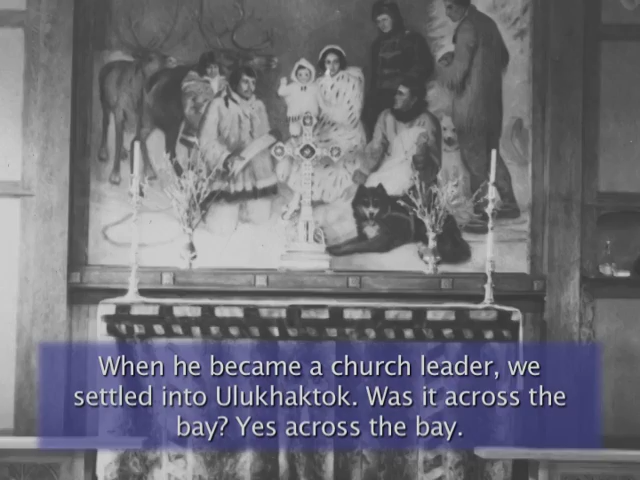 When he became a church leader, we
settled into Ulukhaktok. Was it across the
bay? Yes across the bay.